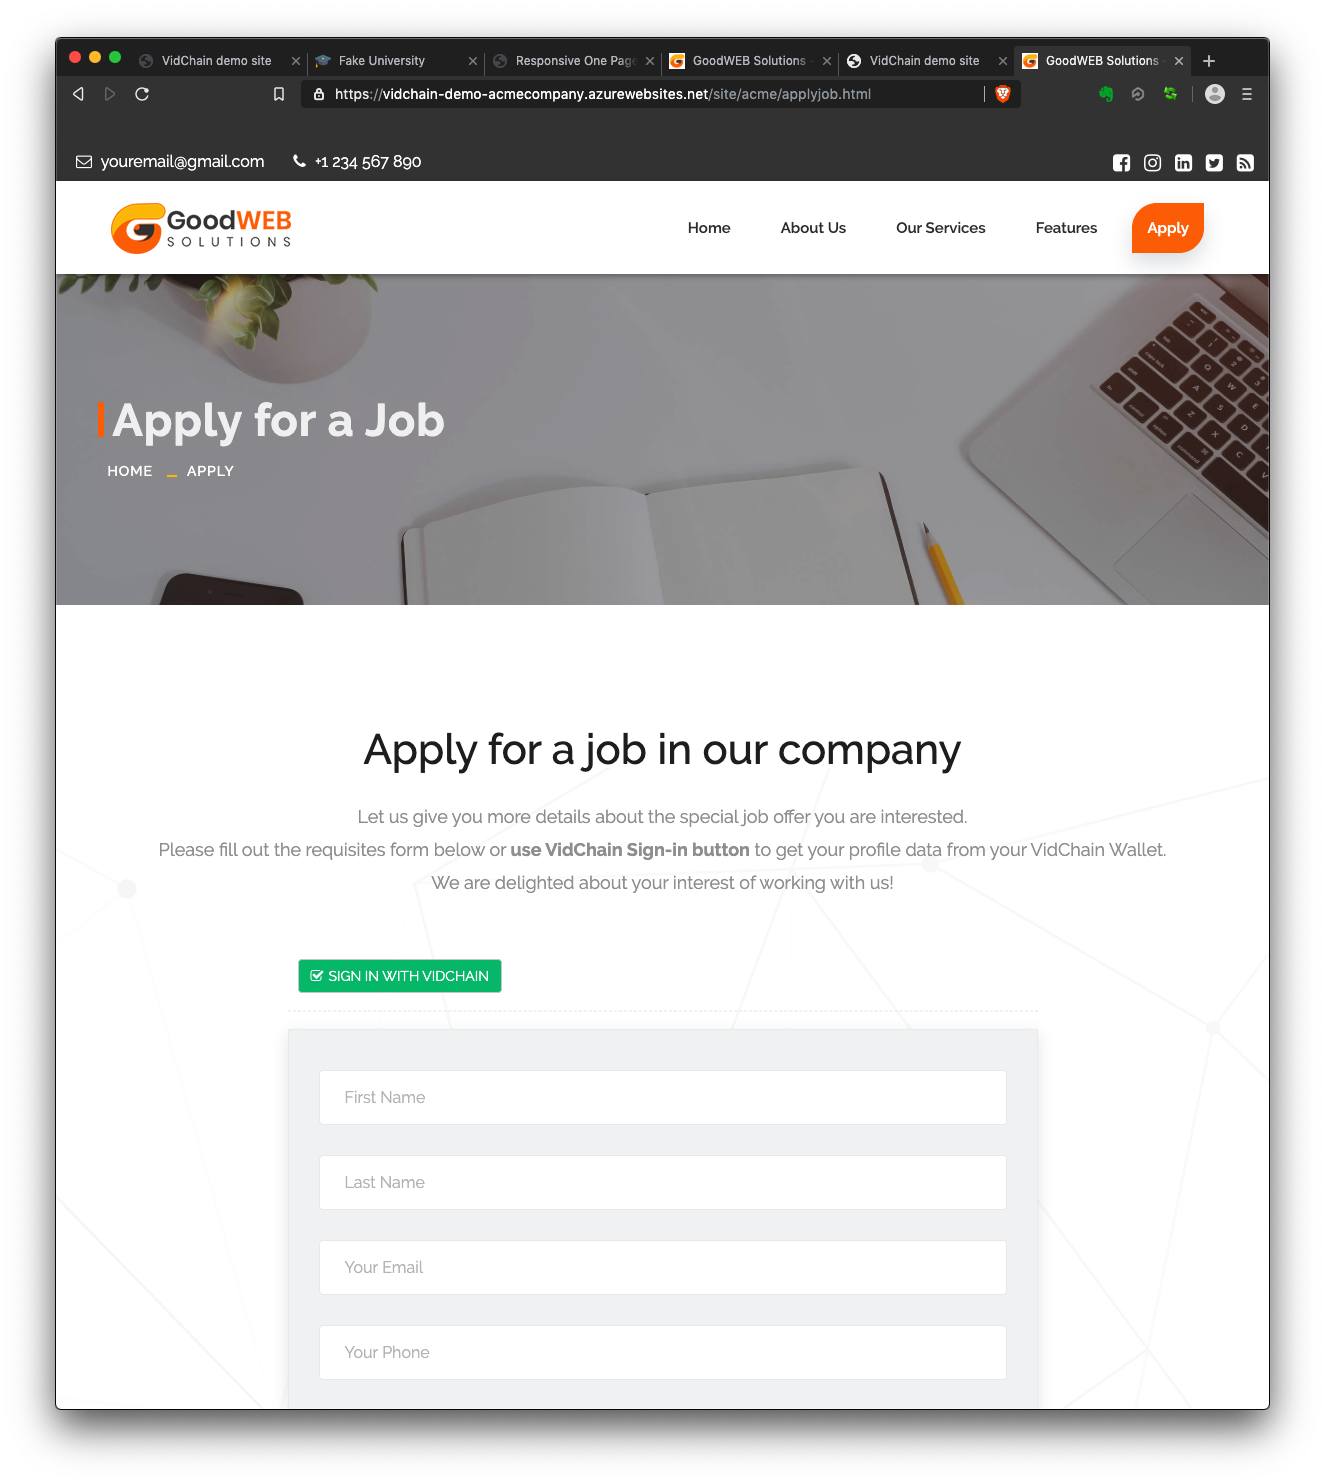 VidChain demo site
Fake University
Responsive One Page
GoodWEB Solutions -
VidChain demo site
GoodWEB Solutions -
https://vidchain-demo-acmecompany.azurewebsites.net/site/acme/applyjob.html
youremail@gmail.com +1 234 567 890
GoodWEB
SOLUTIONS
Home About Us Our Services Features Apply
Apply for a Job
HOME _ APPLY
Apply for a job in our company
Let us give you more details about the special job offer you are interested.
Please fill out the requisites form below or use VidChain Sign-in button to get your profile data from your VidChain Wallet.
We are delighted about your interest of working with us!
SIGN IN WITH VIDCHAIN
First Name
Last Name
Your Email
Your Phone